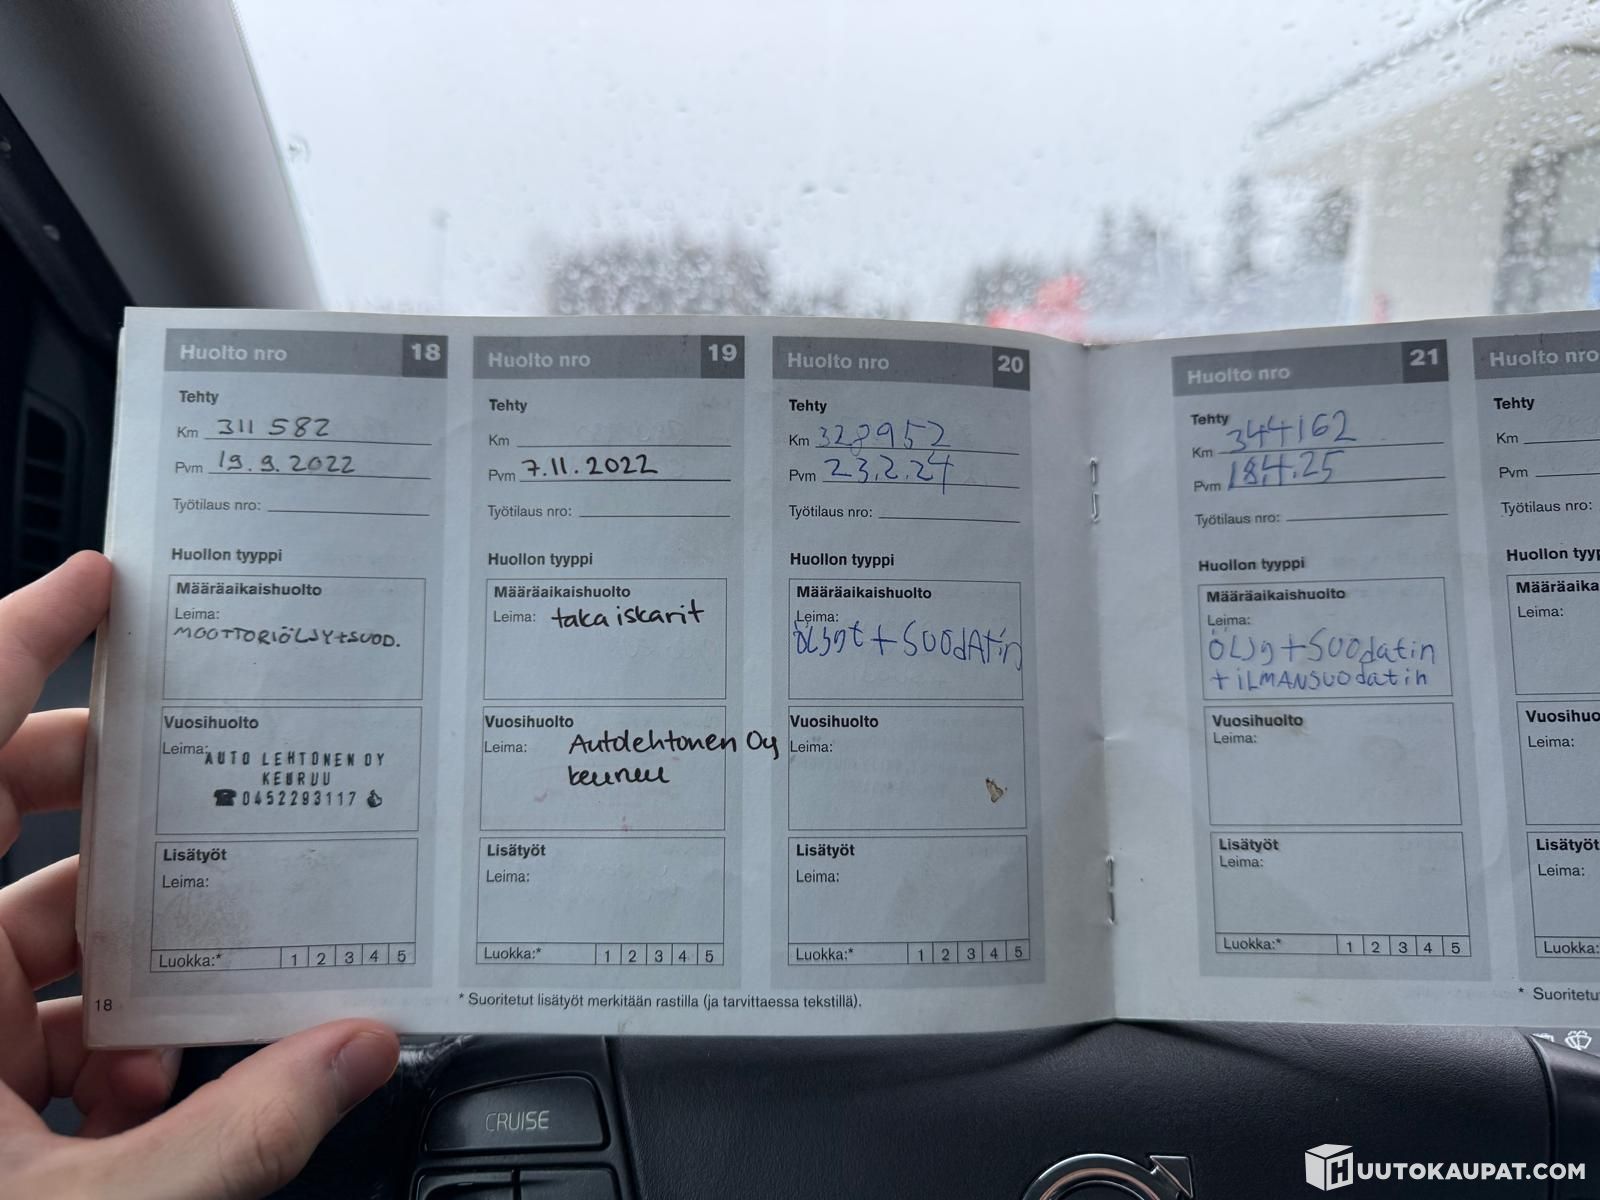 Huolto nro 18
Tehty
Km 311 582
Pvm 19.9.2022
Työtilaus nro:
Huollon tyyppi
Määräaikaishuolto
Leima:
MOOTTORIÖLJY+SUOD.
Vuosihuolto
Leima:
AUTO LEHTONEN OY
KEURUU
☎0452293117
Lisätyöt
Leima:
Luokka:* 1 2 3 4 5
18
Huolto nro 19
Tehty
Km
Pvm 7.11.2022
Työtilaus nro:
Huollon tyyppi
Määräaikaishuolto
Leima: taka iskarit
Vuosihuolto
Leima: Autolehtonen Oy
keuruu
Lisätyöt
Leima:
Luokka:* 1 2 3 4 5
* Suoritetut lisätyöt merkitään rastilla (ja tarvittaessa tekstillä).
Huolto nro 20
Tehty
Km 328952
Pvm 23.2.24
Työtilaus nro:
Huollon tyyppi
Määräaikaishuolto
Leima:
ÖLJyt + SUOdATin
Vuosihuolto
Leima:
Lisätyöt
Leima:
Luokka:* 1 2 3 4 5
Huolto nro 21
Tehty
Km 344162
Pvm 18.4.25
Työtilaus nro:
Huollon tyyppi
Määräaikaishuolto
Leima:
ÖLJy + SUOdatin
+ iLMANSUOdatin
Vuosihuolto
Leima:
Lisätyöt
Leima:
Luokka:* 1 2 3 4 5
Huolto nro
Tehty
Km
Pvm
Työtilaus nro:
Huollon tyyp
Määräaika
Leima:
Vuosihuo
Leima:
Lisätyöt
Leima:
Luokka:
* Suoritetu
CRUISE
HUUTOKAUPAT.COM